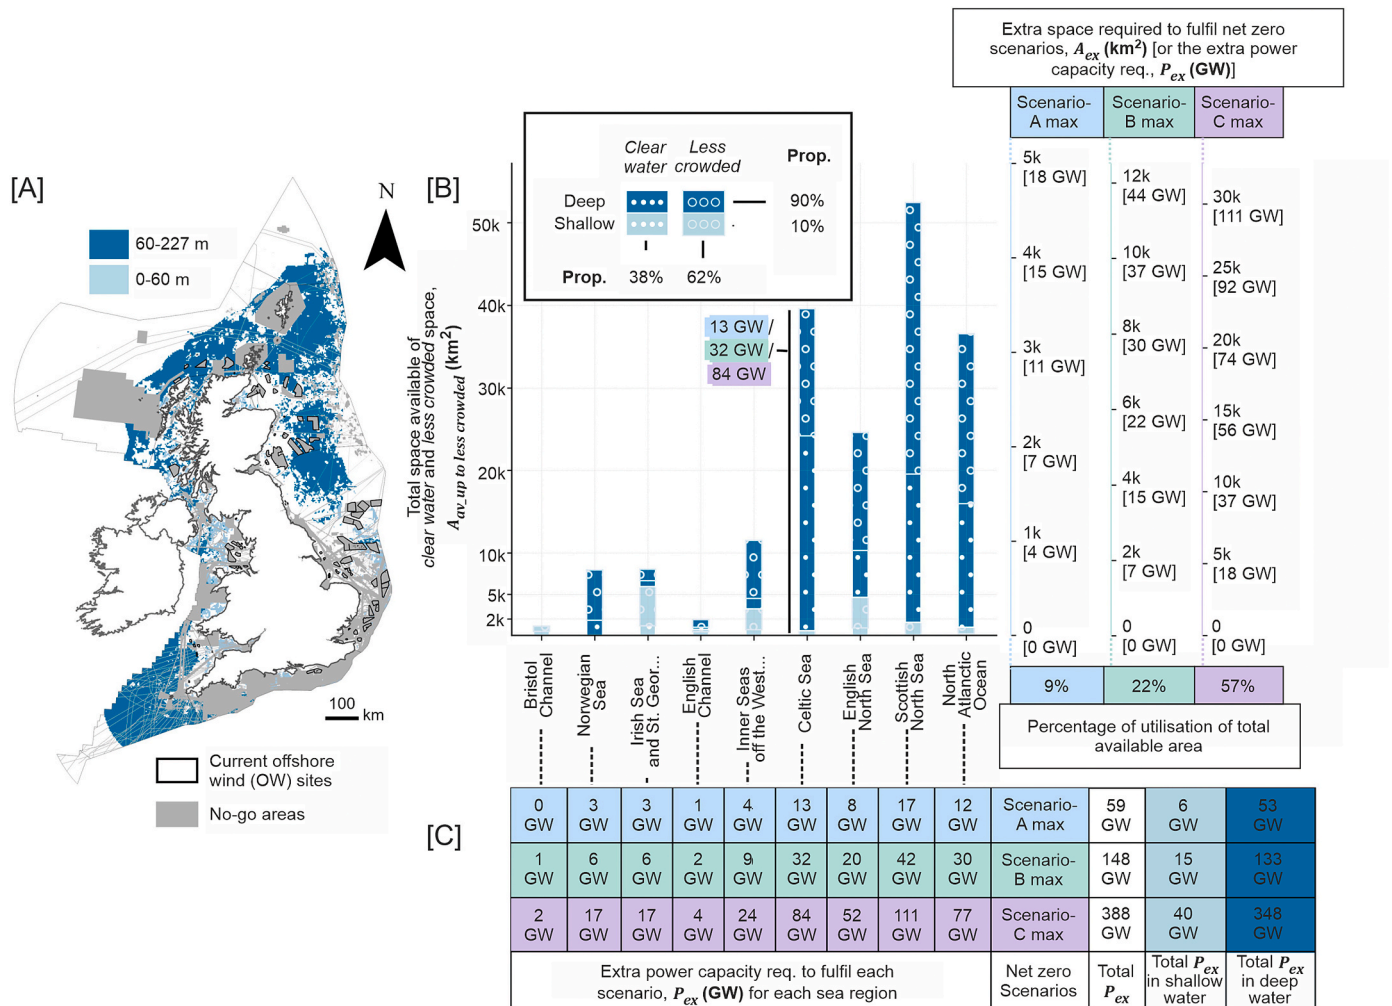 Extra space required to fulfil net zero
scenarios, A_ex (km²) [or the extra power
capacity req., P_ex (GW)]
Scenario-
A max
Scenario-
B max
Scenario-
C max
[A]
N
60-227 m
0-60 m
100
km
Current offshore
wind (OW) sites
No-go areas
[B]
Clear
water
Less
crowded
Prop.
Deep
90%
Shallow
10%
Prop.
38%
62%
Total space available of
clear water and less crowded space,
A_av_up to less crowded (km²)
50k
40k
30k
20k
10k
5k
2k
13 GW /
32 GW /
84 GW
Bristol
Channel
Norwegian
Sea
Irish Sea
and St. Geor...
English
Channel
Inner Seas
off the West...
Celtic Sea
English
North Sea
Scottish
North Sea
North
Atlantic
Ocean
5k
[18 GW]
4k
[15 GW]
3k
[11 GW]
2k
[7 GW]
1k
[4 GW]
0
[0 GW]
12k
[44 GW]
10k
[37 GW]
8k
[30 GW]
6k
[22 GW]
4k
[15 GW]
2k
[7 GW]
0
[0 GW]
30k
[111 GW]
25k
[92 GW]
20k
[74 GW]
15k
[56 GW]
10k
[37 GW]
5k
[18 GW]
0
[0 GW]
9%
22%
57%
Percentage of utilisation of total
available area
[C]
0 GW 3 GW 3 GW 1 GW 4 GW 13 GW 8 GW 17 GW 12 GW Scenario-A max 59 GW 6 GW 53 GW
1 GW 6 GW 6 GW 2 GW 9 GW 32 GW 20 GW 42 GW 30 GW Scenario-B max 148 GW 15 GW 133 GW
2 GW 17 GW 17 GW 4 GW 24 GW 84 GW 52 GW 111 GW 77 GW Scenario-C max 388 GW 40 GW 348 GW
Extra power capacity req. to fulfil each
scenario, P_ex (GW) for each sea region
Net zero
Scenarios
Total
P_ex
Total P_ex
in shallow
water
Total P_ex
in deep
water